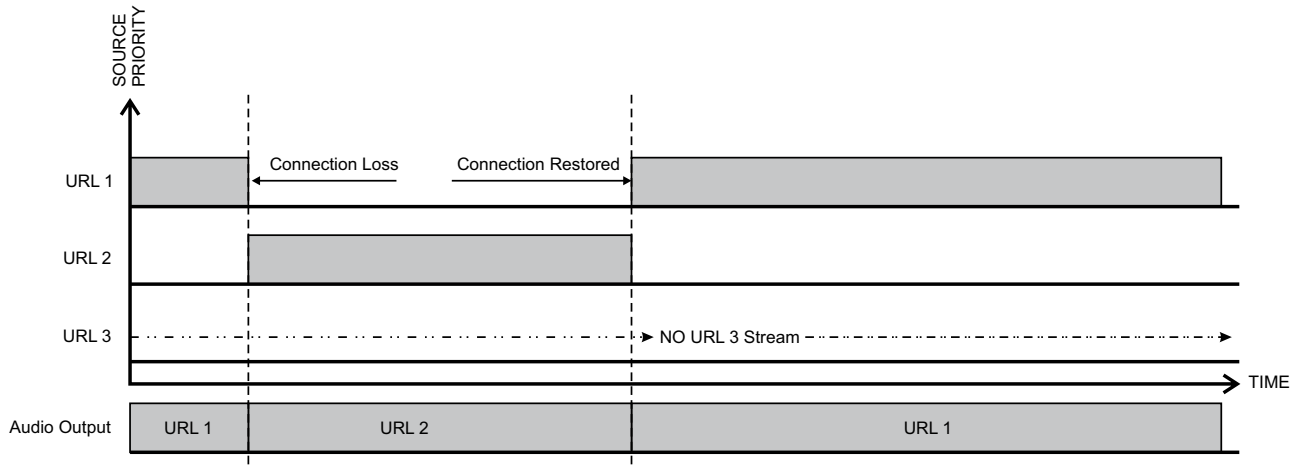 SOURCE
PRIORITY
Connection Loss
Connection Restored
URL 1
URL 2
URL 3
NO URL 3 Stream
TIME
Audio Output
URL 1
URL 2
URL 1